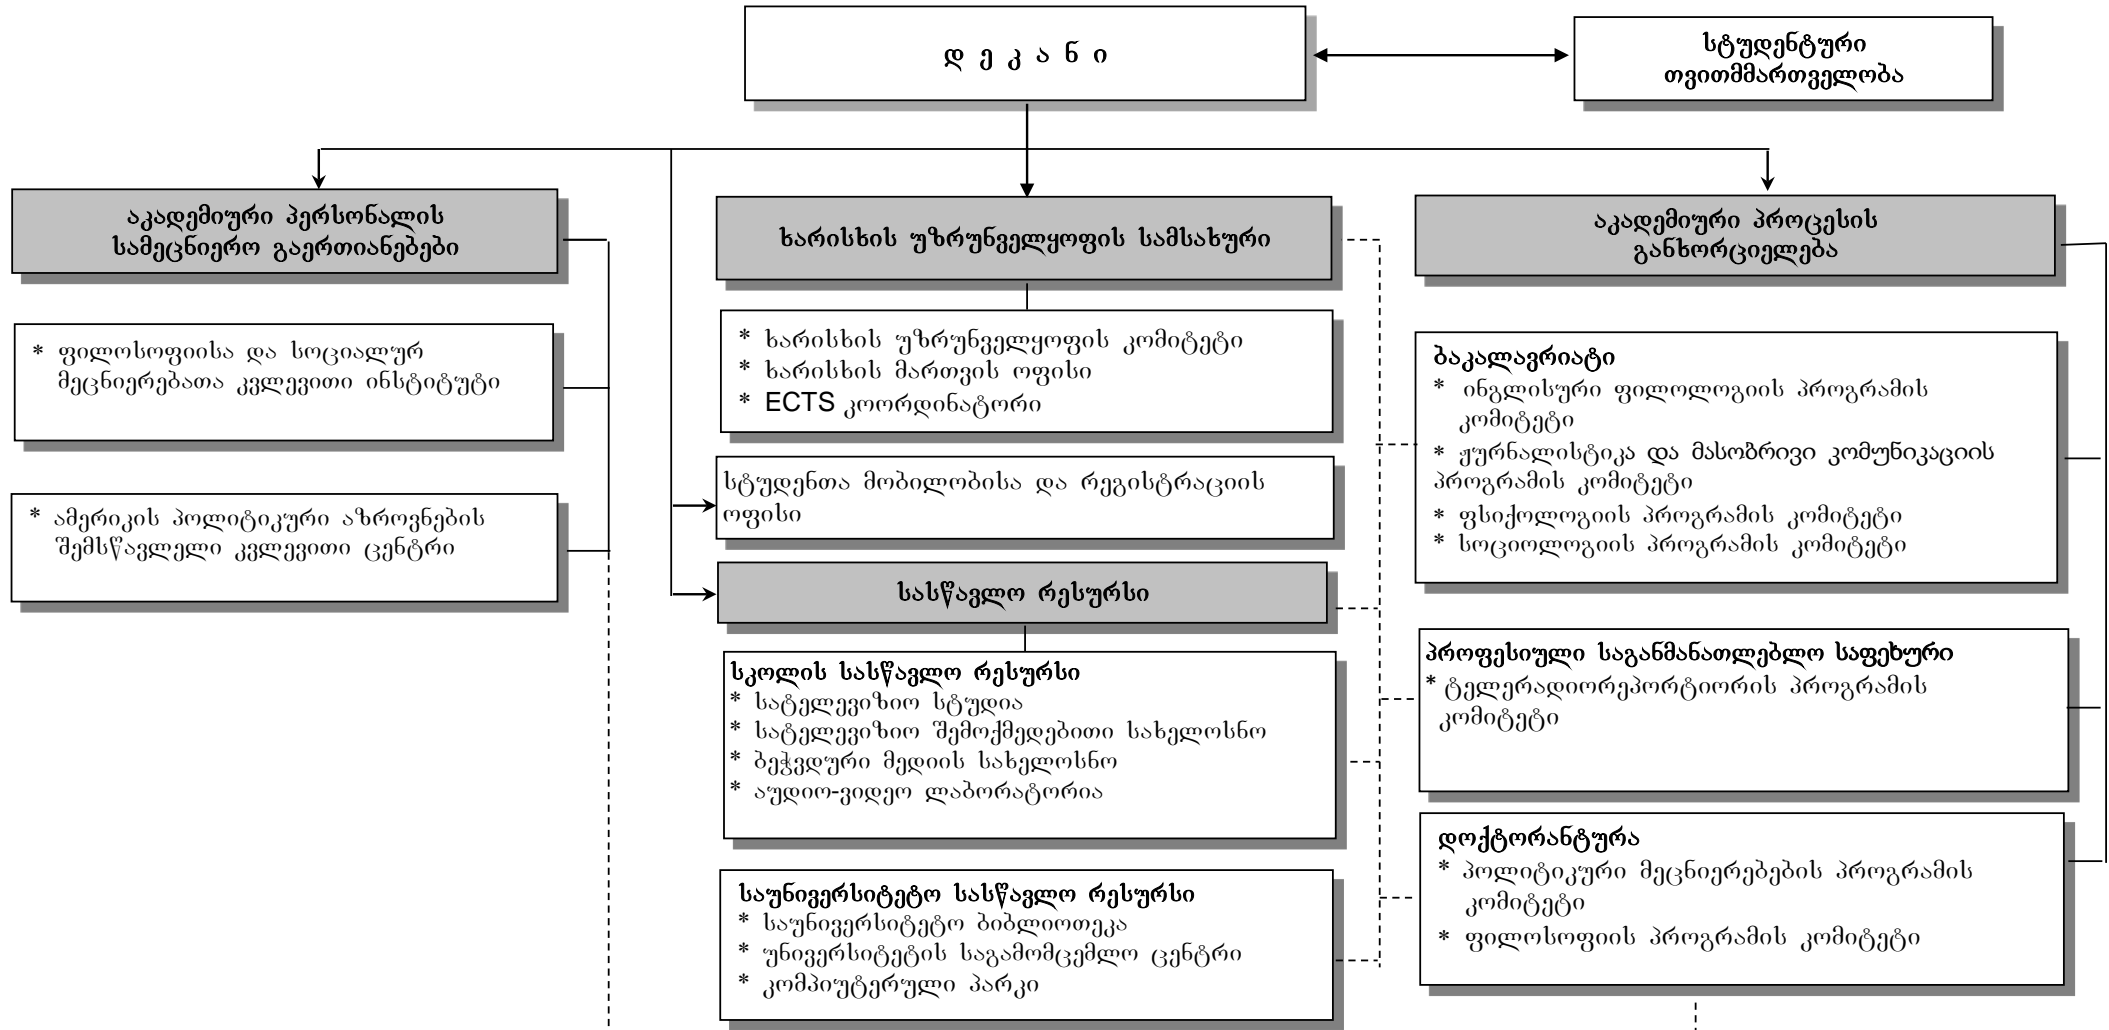 დ ე კ ა ნ ი
სტუდენტური
თვითმმართველობა
აკადემიური პერსონალის
სამეცნიერო გაერთიანებები
* ფილოსოფიისა და სოციალურ
მეცნიერებათა კვლევითი ინსტიტუტი
* ამერიკის პოლიტიკური აზროვნების
შემსწავლელი კვლევითი ცენტრი
ხარისხის უზრუნველყოფის სამსახური
* ხარისხის უზრუნველყოფის კომიტეტი
* ხარისხის მართვის ოფისი
* ECTS კოორდინატორი
სტუდენთა მობილობისა და რეგისტრაციის
ოფისი
სასწავლო რესურსი
სკოლის სასწავლო რესურსი
* სატელევიზიო სტუდია
* სატელევიზიო შემოქმედებითი სახელოსნო
* ბეჭვდური მედიის სახელოსნო
* აუდიო-ვიდეო ლაბორატორია
საუნივერსიტეტო სასწავლო რესურსი
* საუნივერსიტეტო ბიბლიოთეკა
* უნივერსიტეტის საგამომცემლო ცენტრი
* კომპიუტერული პარკი
აკადემიური პროცესის
განხორციელება
ბაკალავრიატი
* ინგლისური ფილოლოგიის პროგრამის
კომიტეტი
* ჟურნალისტიკა და მასობრივი კომუნიკაციის
პროგრამის კომიტეტი
* ფსიქოლოგიის პროგრამის კომიტეტი
* სოციოლოგიის პროგრამის კომიტეტი
პროფესიული საგანმანათლებლო საფეხური
* ტელერადიორეპორტიორის პროგრამის
კომიტეტი
დოქტორანტურა
* პოლიტიკური მეცნიერებების პროგრამის
კომიტეტი
* ფილოსოფიის პროგრამის კომიტეტი